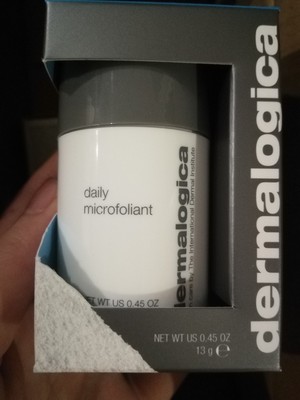 daily
microfoliant
dermalogica
by The International Dermal Institute
WT US 0.45 OZ
dermalogica
NET WT US 0.45 OZ
13 g ℮